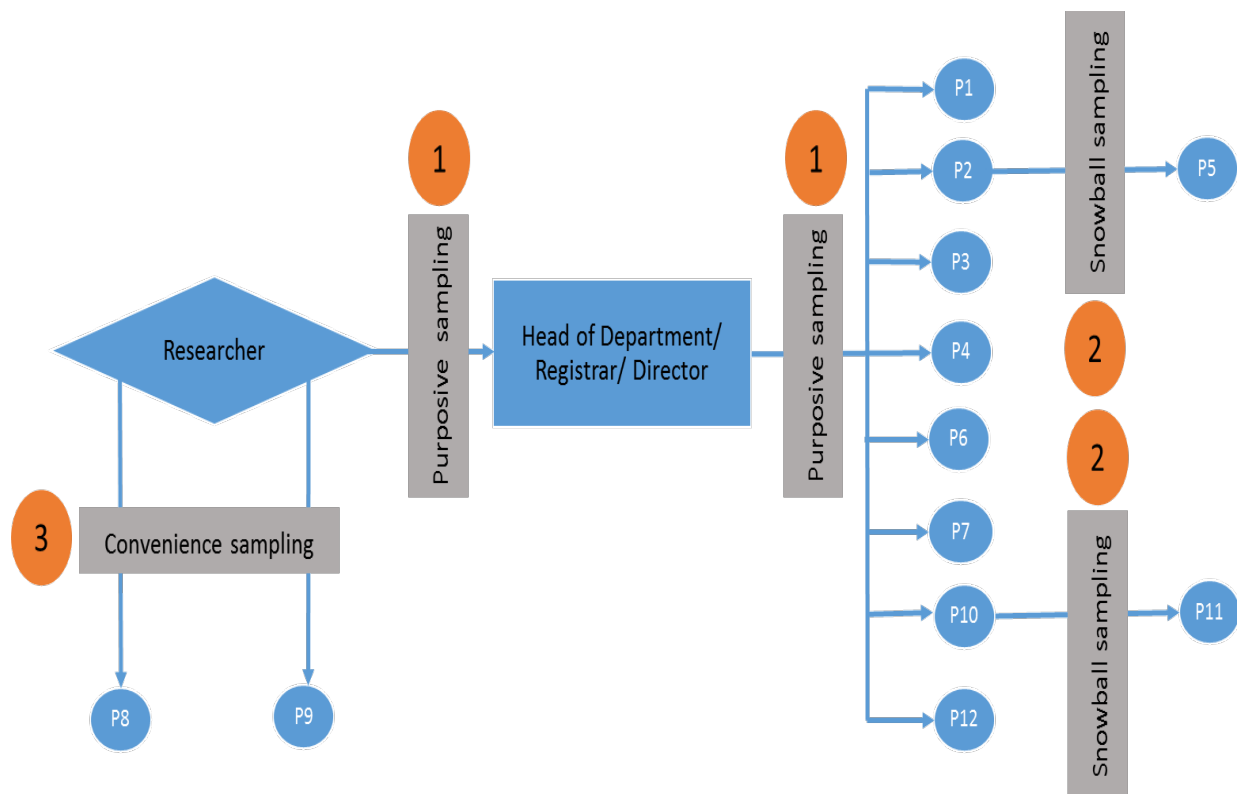 1
Purposive  sampling
Researcher
Head of Department/
Registrar/ Director
1
Purposive sampling
P1
P2
P3
P4
P6
P7
P10
P12
Snowball sampling
2
P5
2
Snowball sampling
P11
3
Convenience sampling
P8
P9